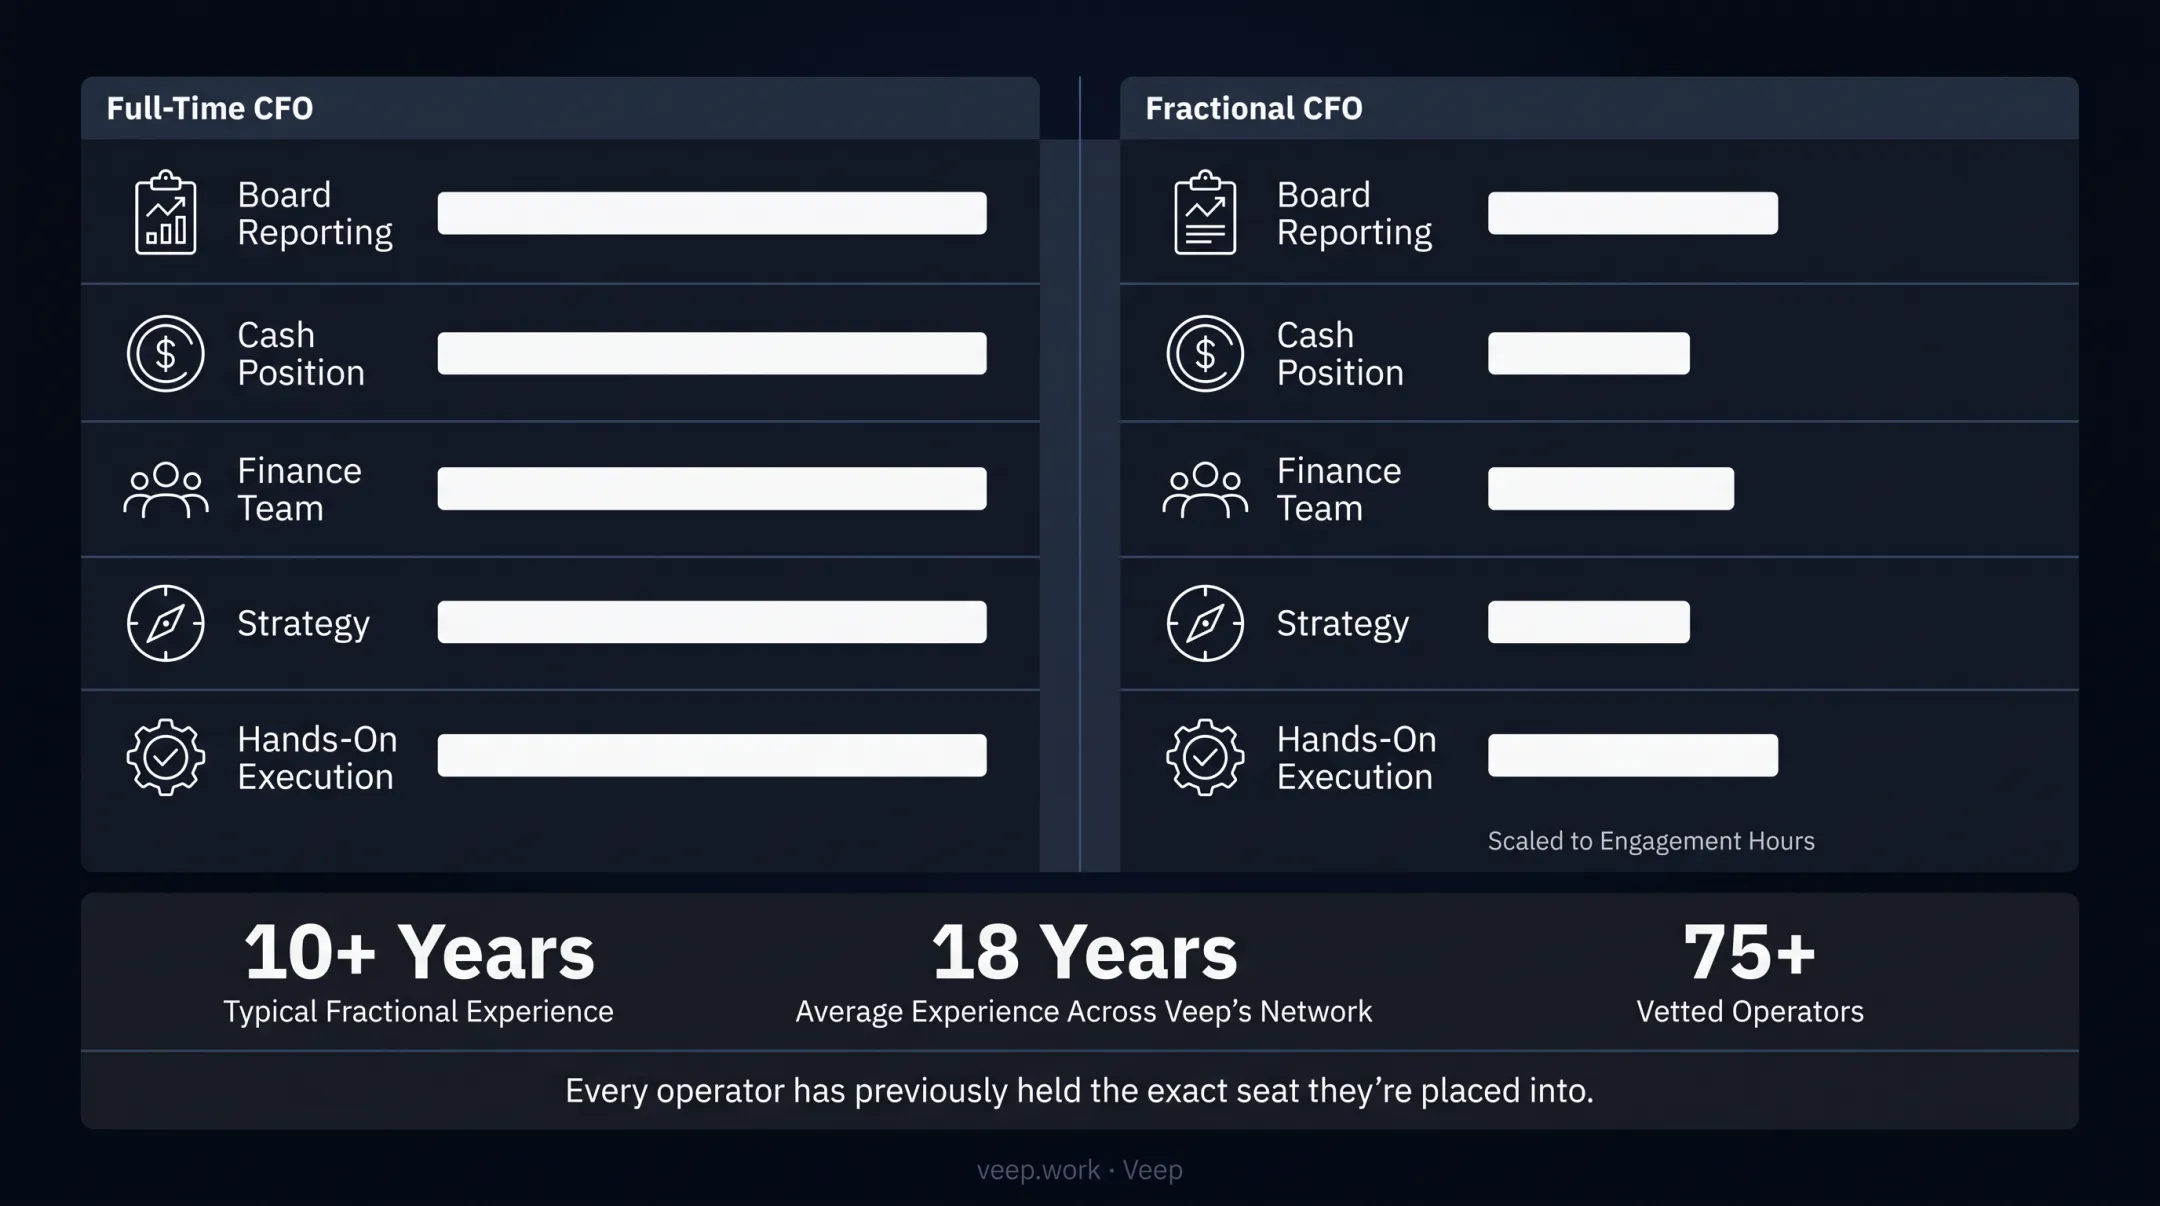 Full-Time CFO
Board
Reporting
Cash
Position
Finance
Team
Strategy
Hands-On
Execution
Fractional CFO
Board
Reporting
Cash
Position
Finance
Team
Strategy
Hands-On
Execution
Scaled to Engagement Hours
10+ Years
Typical Fractional Experience
18 Years
Average Experience Across Veep’s Network
75+
Vetted Operators
Every operator has previously held the exact seat they’re placed into.
veep.work · Veep